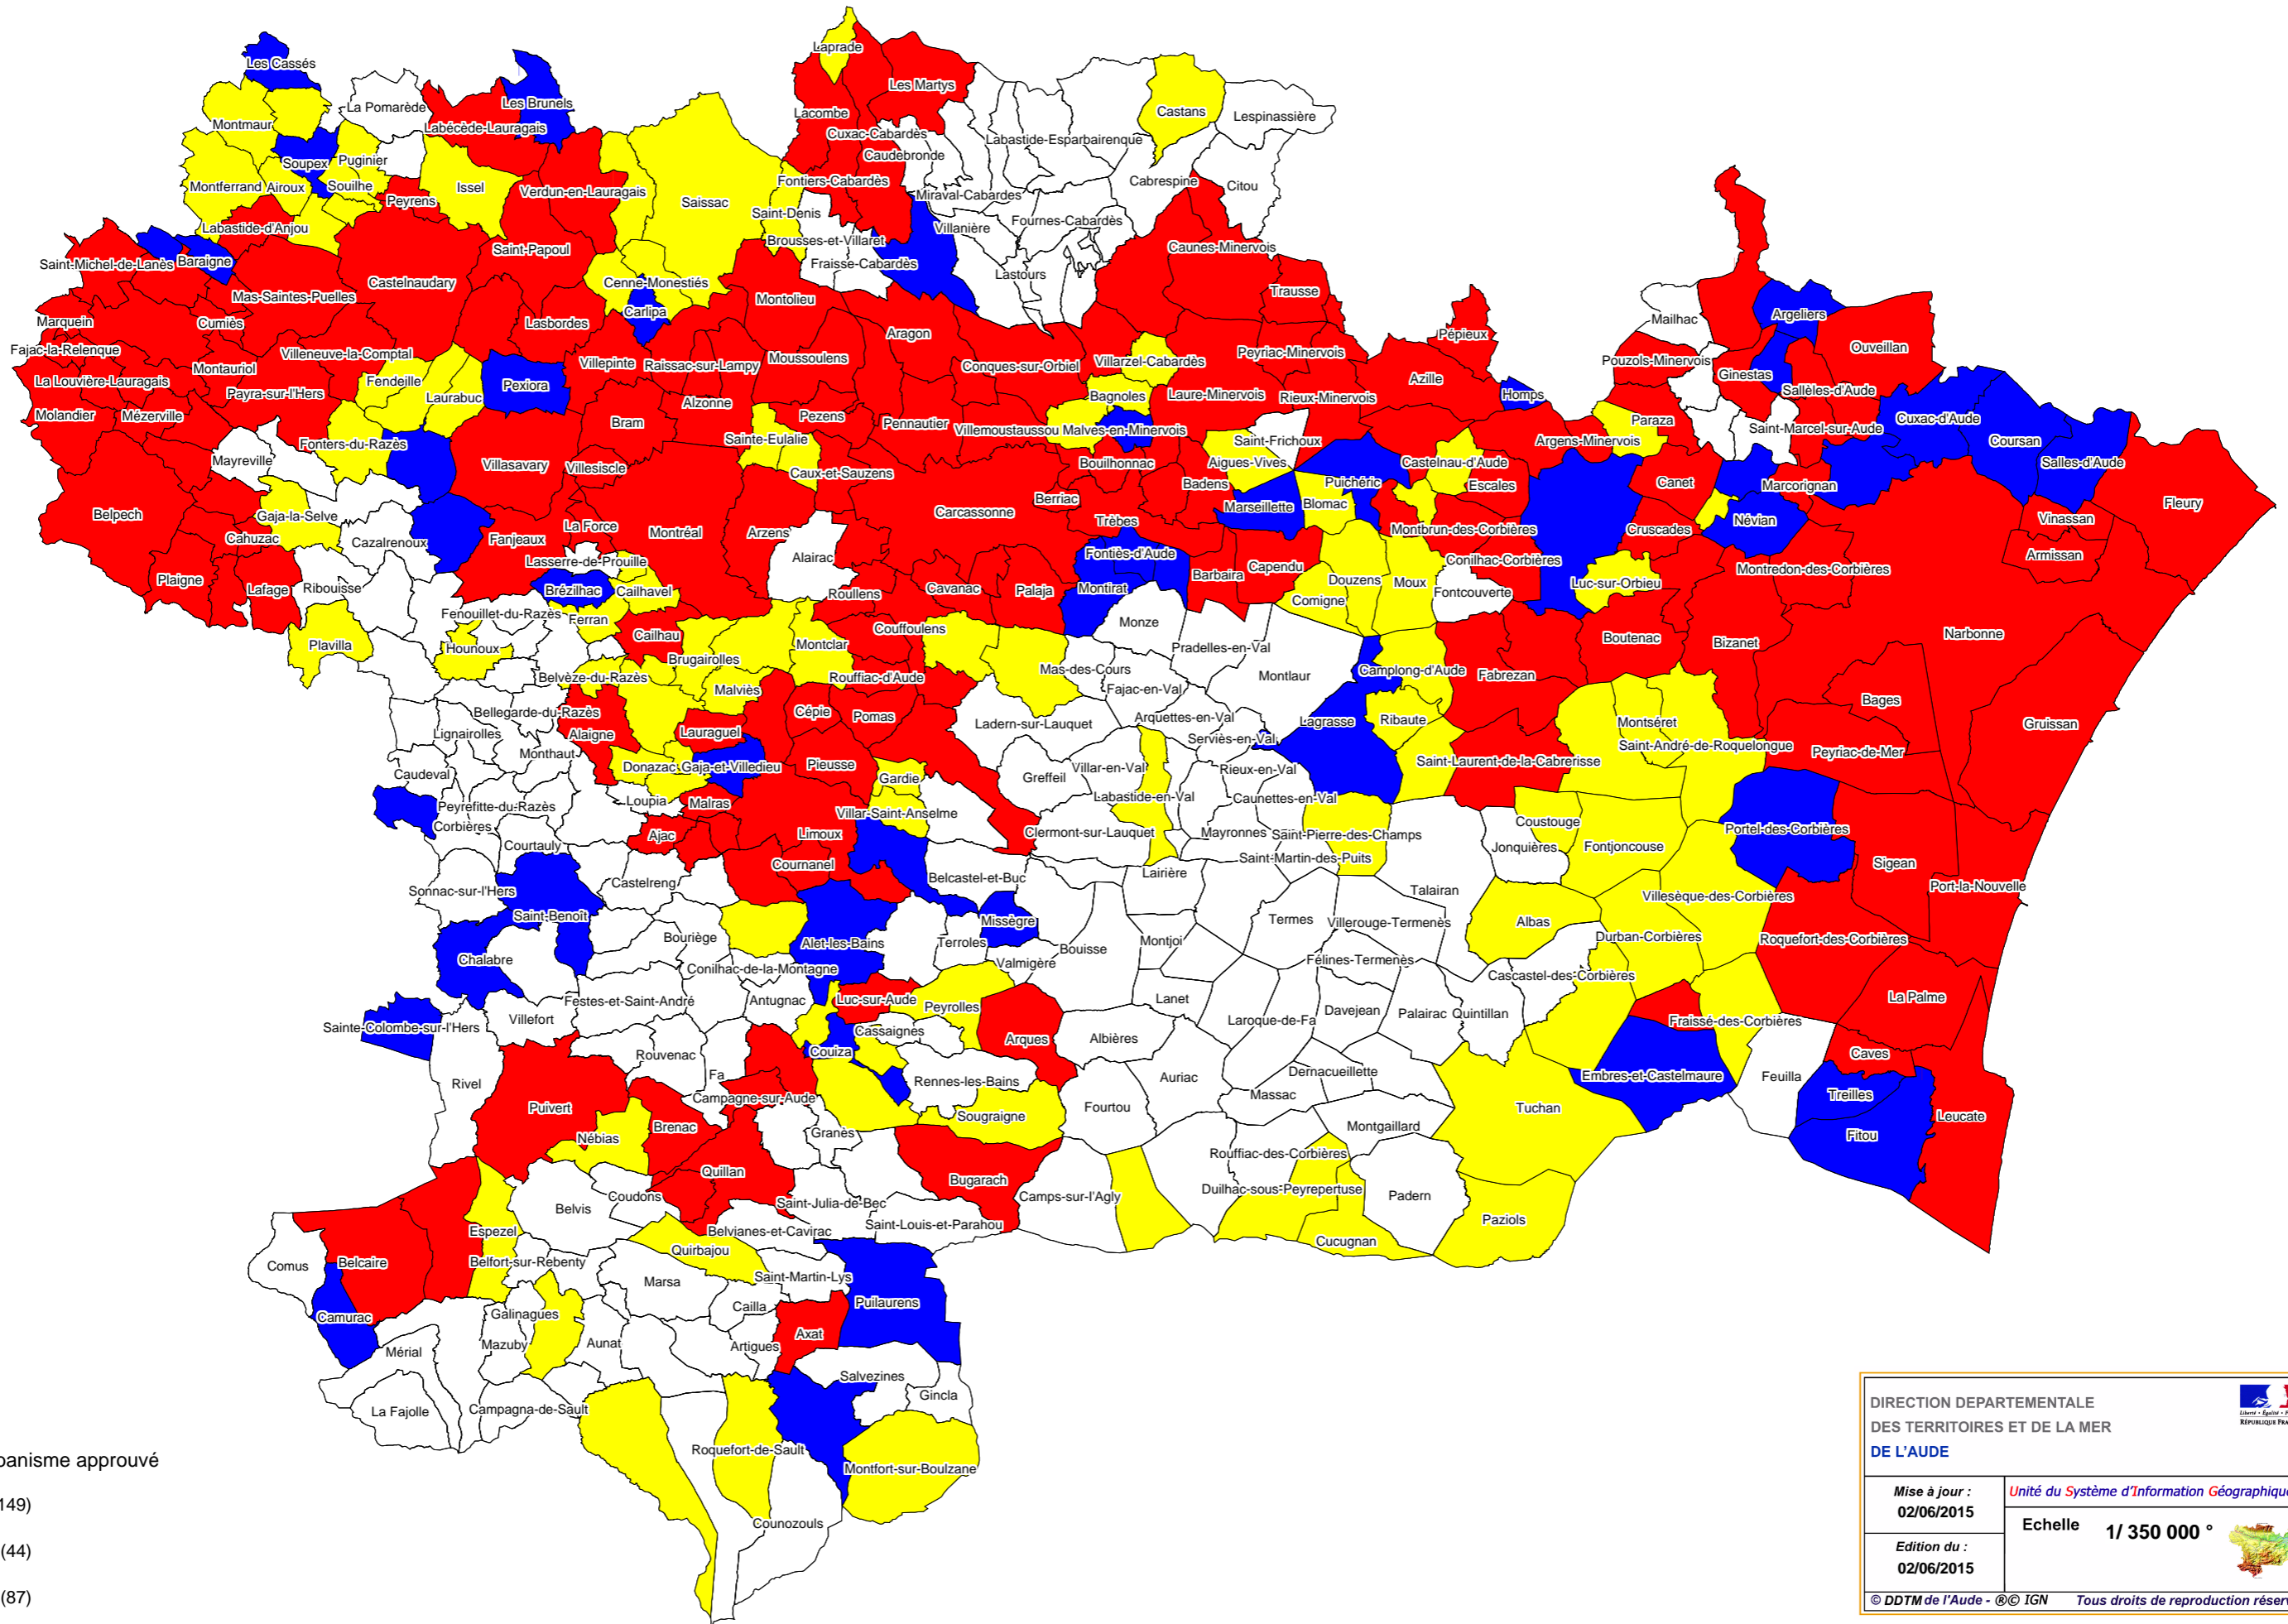 Laprade
Les Cassés
Les Martys
La Pomarède
Les Brunels
Lacombe
Castans
Lespinassière
Montmaur
Labécède-Lauragais
Cuxac-Cabardès
Labastide-Esparbairenque
Caudebronde
Soupex
Puginier
Montferrand
Airoux
Souilhe
Issel
Verdun-en-Lauragais
Fontiers-Cabardès
Cabrespine
Citou
Peyrens
Saissac
Miraval-Cabardes
Saint-Denis
Labastide-d'Anjou
Villanière
Fournes-Cabardès
Saint-Papoul
Brousses-et-Villaret
Caunes-Minervois
Saint-Michel-de-Lanès
Baraigne
Fraisse-Cabardès
Lastours
Castelnaudary
Cenne-Monestiés
Mas-Saintes-Puelles
Montolieu
Trausse
Carlipa
Argeliers
Marquein
Cumiès
Lasbordes
Aragon
Mailhac
Pépieux
Fajac-la-Relenque
Villeneuve-la-Comptal
Moussoulens
Villarzel-Cabardès
Peyriac-Minervois
Ouveillan
Montauriol
Villepinte
Raissac-sur-Lampy
Conques-sur-Orbiel
Pouzols-Minervois
La Louvière-Lauragais
Fendeille
Pexiora
Azille
Ginestas
Payra-sur-l'Hers
Laurabuc
Bagnoles
Laure-Minervois
Rieux-Minervois
Homps
Sallèles-d'Aude
Molandier
Mézerville
Alzonne
Pezens
Bram
Pennautier
Paraza
Cuxac-d'Aude
Villemoustaussou
Malves-en-Minervois
Saint-Marcel-sur-Aude
Fonters-du-Razès
Sainte-Eulalie
Saint-Frichoux
Argens-Minervois
Coursan
Mayreville
Villasavary
Villesiscle
Caux-et-Sauzens
Bouilhonnac
Aigues-Vives
Castelnau-d'Aude
Salles-d'Aude
Badens
Puichéric
Escales
Canet
Marcorignan
Berriac
Belpech
Gaja-la-Selve
Carcassonne
Marseillette
Blomac
Fleury
Trèbes
Névian
Vinassan
La Force
Montréal
Arzens
Montbrun-des-Corbières
Cruscades
Cahuzac
Cazalrenoux
Fanjeaux
Alairac
Fontiès-d'Aude
Armissan
Lasserre-de-Prouille
Conilhac-Corbières
Capendu
Barbaira
Montredon-des-Corbières
Plaigne
Lafage
Ribouisse
Brézilhac
Cailhavel
Roullens
Cavanac
Palaja
Montirat
Douzens
Moux
Luc-sur-Orbieu
Fontcouverte
Comigne
Fenouillet-du-Razès
Ferran
Monze
Couffoulens
Cailhau
Narbonne
Plavilla
Hounoux
Montclar
Pradelles-en-Val
Boutenac
Bizanet
Brugairolles
Mas-des-Cours
Camplong-d'Aude
Belvèze-du-Razès
Rouffiac-d'Aude
Montlaur
Fabrezan
Malviès
Fajac-en-Val
Bages
Bellegarde-du-Razès
Cépie
Pomas
Arquettes-en-Val
Lagrasse
Ribaute
Ladern-sur-Lauquet
Montséret
Gruissan
Lignairolles
Alaigne
Lauraguel
Serviès-en-Val
Saint-André-de-Roquelongue
Monthaut
Peyriac-de-Mer
Donazac
Gaja-et-Villedieu
Pieusse
Saint-Laurent-de-la-Cabrerisse
Caudeval
Gardie
Greffeil
Villar-en-Val
Rieux-en-Val
Loupia
Malras
Labastide-en-Val
Caunettes-en-Val
Peyrefitte-du-Razès
Villar-Saint-Anselme
Corbières
Ajac
Limoux
Clermont-sur-Lauquet
Mayronnes
Saint-Pierre-des-Champs
Coustouge
Portel-des-Corbières
Courtauly
Jonquières
Fontjoncouse
Saint-Martin-des-Puits
Cournanel
Sigean
Belcastel-et-Buc
Lairière
Castelreng
Sonnac-sur-l'Hers
Talairan
Port-la-Nouvelle
Villesèque-des-Corbières
Saint-Benoît
Missègre
Termes
Villerouge-Termenès
Albas
Bouriège
Alet-les-Bains
Terroles
Bouisse
Montjoi
Durban-Corbières
Roquefort-des-Corbières
Chalabre
Valmigère
Félines-Termenès
Conilhac-de-la-Montagne
Cascastel-des-Corbières
Festes-et-Saint-André
Antugnac
Luc-sur-Aude
Peyrolles
Lanet
La Palme
Villefort
Laroque-de-Fa
Davejean
Palairac
Quintillan
Fraissé-des-Corbières
Sainte-Colombe-sur-l'Hers
Cassaignes
Arques
Albières
Rouvenac
Couiza
Caves
Fa
Rivel
Rennes-les-Bains
Auriac
Dernacueillette
Embres-et-Castelmaure
Feuilla
Campagne-sur-Aude
Massac
Treilles
Puivert
Fourtou
Tuchan
Sougraigne
Leucate
Brenac
Montgaillard
Nébias
Granès
Fitou
Rouffiac-des-Corbières
Quillan
Bugarach
Coudons
Camps-sur-l'Agly
Duilhac-sous-Peyrepertuse
Padern
Belvis
Saint-Julia-de-Bec
Saint-Louis-et-Parahou
Paziols
Espezel
Belvianes-et-Cavirac
Cucugnan
Quirbajou
Belfort-sur-Rebenty
Comus
Belcaire
Marsa
Saint-Martin-Lys
Cailla
Puilaurens
Galinagues
Camurac
Axat
Mazuby
Aunat
Artigues
Mérial
Salvezines
Gincla
La Fajolle
Campagna-de-Sault
Roquefort-de-Sault
Montfort-sur-Boulzane
Counozouls
banisme approuvé
149)
(44)
(87)
DIRECTION DEPARTEMENTALE
DES TERRITOIRES ET DE LA MER
DE L'AUDE
Mise à jour :
02/06/2015
Unité du Système d'Information Géographique
Echelle 1/ 350 000 °
Edition du :
02/06/2015
© DDTM de l'Aude - ®© IGN Tous droits de reproduction réserv